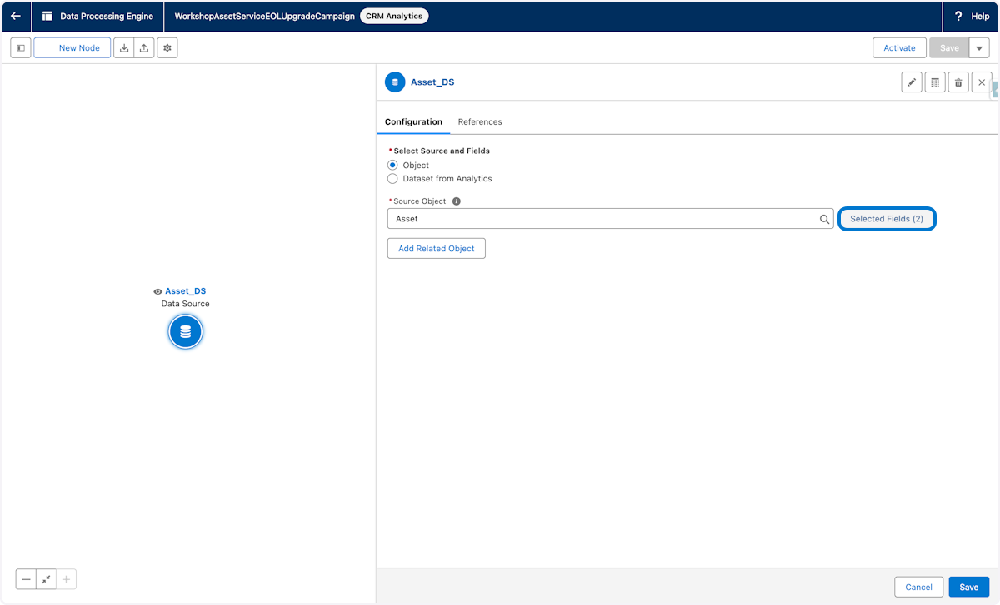 Data Processing Engine WorkshopAssetServiceEOLUpgradeCampaign CRM Analytics ? Help
New Node Activate Save
Asset_DS
Configuration References
*Select Source and Fields
Object
Dataset from Analytics
*Source Object
Asset Selected Fields (2)
Add Related Object
Asset_DS
Data Source
Cancel Save